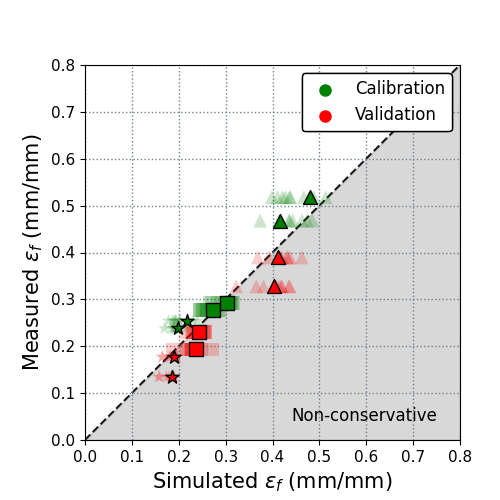 Calibration
Validation
0.8
0.7
0.6
0.5
0.4
0.3
0.2
0.1
0.0
Measured εf (mm/mm)
Non-conservative
0.0 0.1 0.2 0.3 0.4 0.5 0.6 0.7 0.8
Simulated εf (mm/mm)